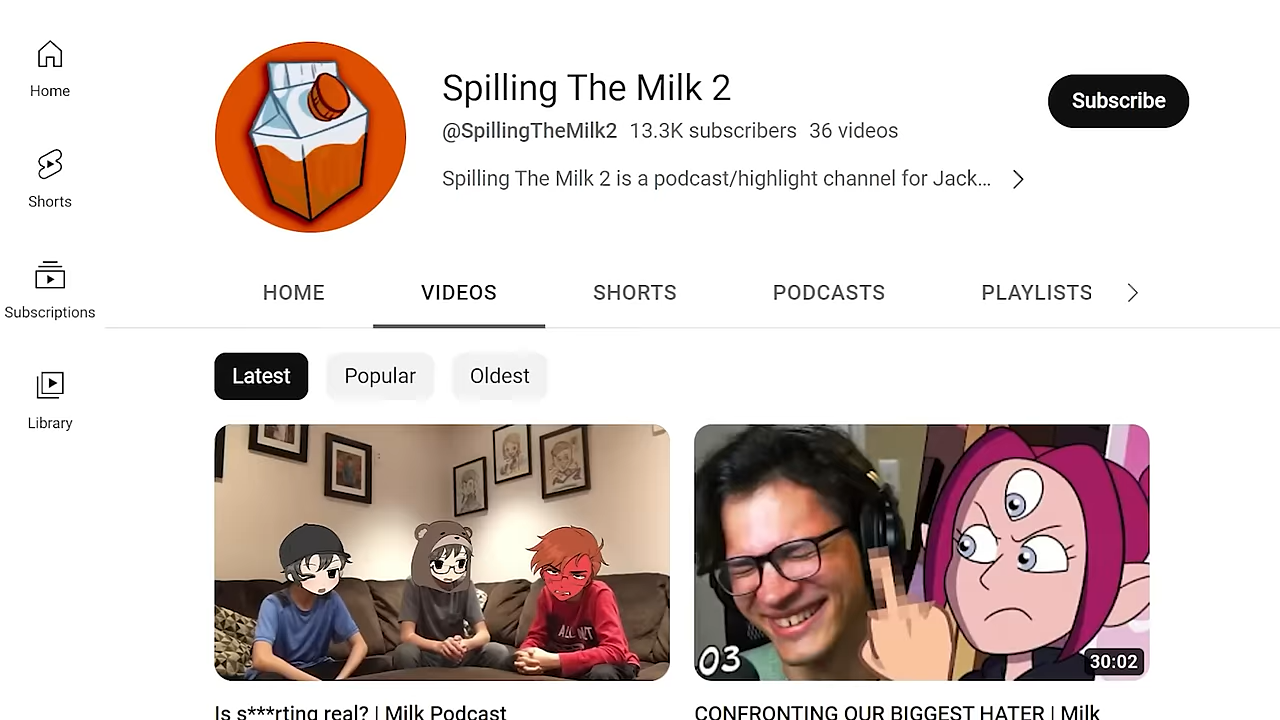 Home
Shorts
Subscriptions
Library
Spilling The Milk 2
@SpillingTheMilk2 13.3K subscribers 36 videos
Spilling The Milk 2 is a podcast/highlight channel for Jack...
Subscribe
HOME VIDEOS SHORTS PODCASTS PLAYLISTS
Latest Popular Oldest
03
30:02
Is s***rting real? | Milk Podcast
CONFRONTING OUR BIGGEST HATER | Milk